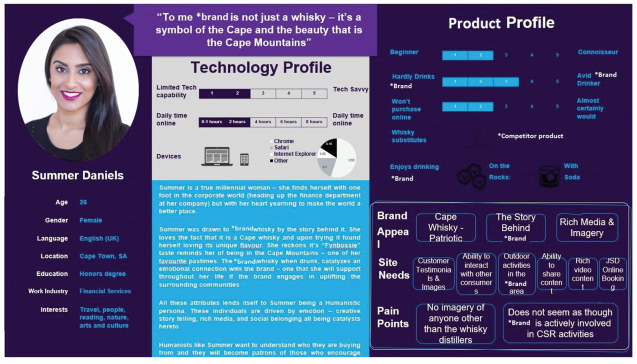 "To me *brand is not just a whisky – it's a
symbol of the Cape and the beauty that is
the Cape Mountains"
Summer Daniels
Age 26
Gender Female
Language English (UK)
Location Cape Town, SA
Education Honors degree
Work Industry Financial Services
Interests Travel, people,
reading, nature,
arts and culture
Technology Profile
Limited Tech
capability
1 2 3 4 5
Tech Savvy
Daily time
online
0-1 hours 2 hours 4 hours 6 hours 8 hours
Daily time
online
Devices
Chrome
Safari
Internet Explorer
Other
Summer is a true millennial woman – she finds herself with one
foot in the corporate world (heading up the finance department
at her company) but with her heart yearning to make the world a
better place.
Summer was drawn to *brand whisky by the story behind it. She
loves the fact that it is a Cape whisky and upon trying it found
herself loving its unique flavour. She reckons it's "Fynbossie"
taste reminds her of being in the Cape Mountains – one of her
favourite pastimes. The *brand whisky when drunk, catalyzes an
emotional connection with the brand – one that she will support
throughout her life if the brand engages in uplifting the
surrounding communities
All these attributes lends itself to Summer being a Humanistic
persona. These individuals are driven by emotion – creative
story telling, rich media, and social belonging all being catalysts
hereto.
Humanists like Summer want to understand who they are buying
from and they will become patrons of those who encourage
Product Profile
Beginner
1 2 3 4 5
Connoisseur
Hardly Drinks
*Brand
1 2 3 4 5
Avid *Brand
Drinker
Won't
purchase
online
1 2 3 4 5
Almost
certainly
would
Whisky
substitutes
*Competitor product
Enjoys drinking
*Brand
On the
Rocks:
With
Soda
Brand
Appea
l
Cape
Whisky -
Patriotic
The Story
Behind
*Brand
Rich Media &
Imagery
Site
Needs
Customer
Testimonia
ls &
Images
Ability to
interact
with other
consumer
s
Outdoor
activities
in the
*Brand
area
Ability
to
share
conten
t
Rich
video
conten
t
JSD
Online
Bookin
g
Pain
Points
No imagery of
anyone other
than the whisky
distillers
Does not seem as though
*Brand is actively involved
in CSR activities